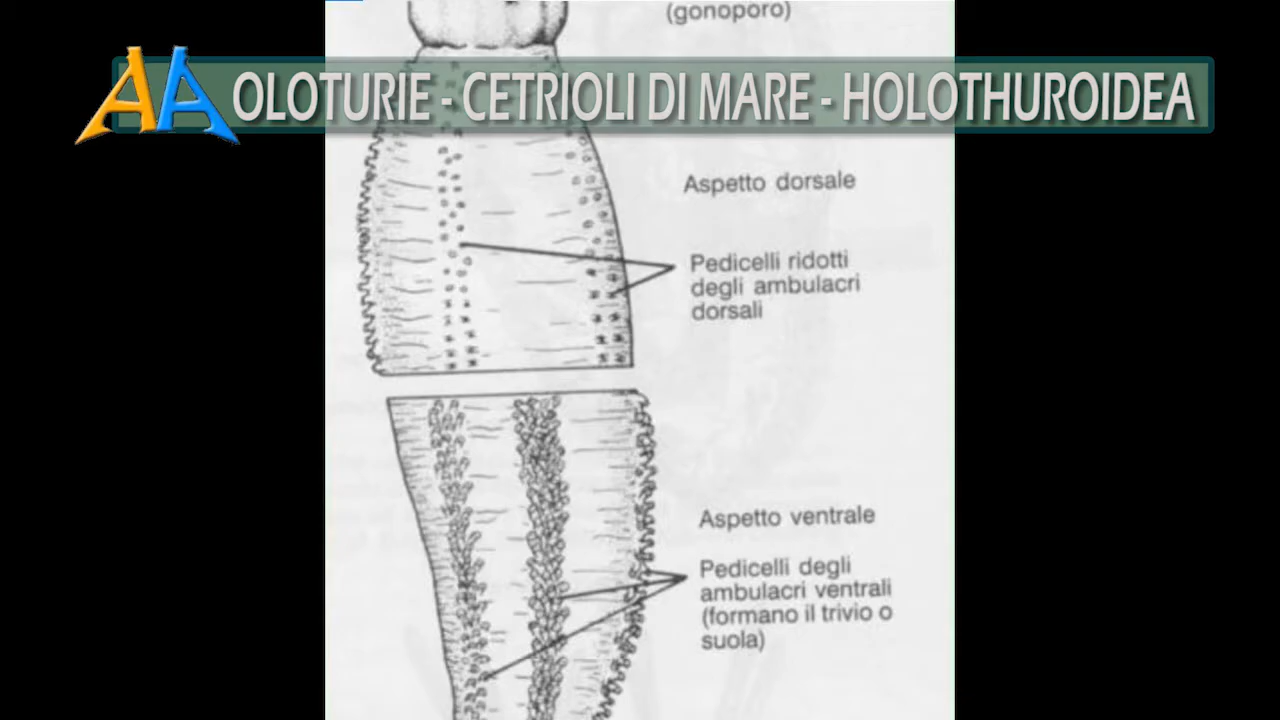 (gonoporo)
AA OLOTURIE - CETRIOLI DI MARE - HOLOTHUROIDEA
Aspetto dorsale
Pedicelli ridotti
degli ambulacri
dorsali
Aspetto ventrale
Pedicelli degli
ambulacri ventrali
(formano il trivio o
suola)